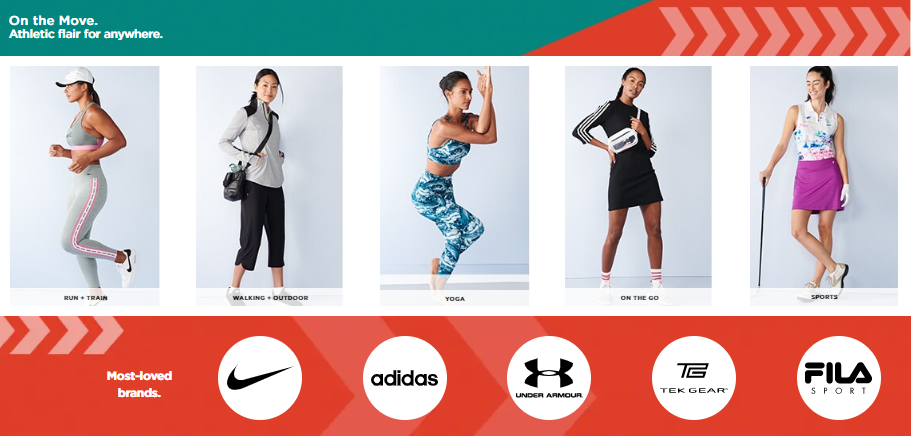 On the Move.
Athletic flair for anywhere.
RUN + TRAIN
WALKING + OUTDOOR
YOGA
ON THE GO
SPORTS
Most-loved
brands.
adidas
UNDER ARMOUR.
TEK GEAR®
FILA
SPORT